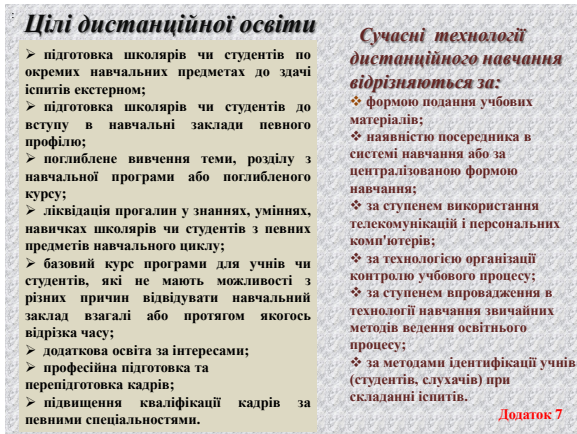 Цілі дистанційної освіти
➢ підготовка школярів чи студентів по
окремих навчальних предметах до здачі
іспитів екстерном;
➢ підготовка школярів чи студентів до
вступу в навчальні заклади певного
профілю;
➢ поглиблене вивчення теми, розділу з
навчальної програми або поглибленого
курсу;
➢ ліквідація прогалин у знаннях, уміннях,
навичках школярів чи студентів з певних
предметів навчального циклу;
➢ базовий курс програми для учнів чи
студентів, які не мають можливості з
різних причин відвідувати навчальний
заклад взагалі або протягом якогось
відрізка часу;
➢ додаткова освіта за інтересами;
➢ професійна підготовка та
перепідготовка кадрів;
➢ підвищення кваліфікації кадрів за
певними спеціальностями.
Сучасні технології
дистанційного навчання
відрізняються за:
❖ формою подання учбових
матеріалів;
❖ наявністю посередника в
системі навчання або за
централізованою формою
навчання;
❖ за ступенем використання
телекомунікацій і персональних
комп'ютерів;
❖ за технологією організації
контролю учбового процесу;
❖ за ступенем впровадження в
технології навчання звичайних
методів ведення освітнього
процесу;
❖ за методами ідентифікації учнів
(студентів, слухачів) при
складанні іспитів.
Додаток 7